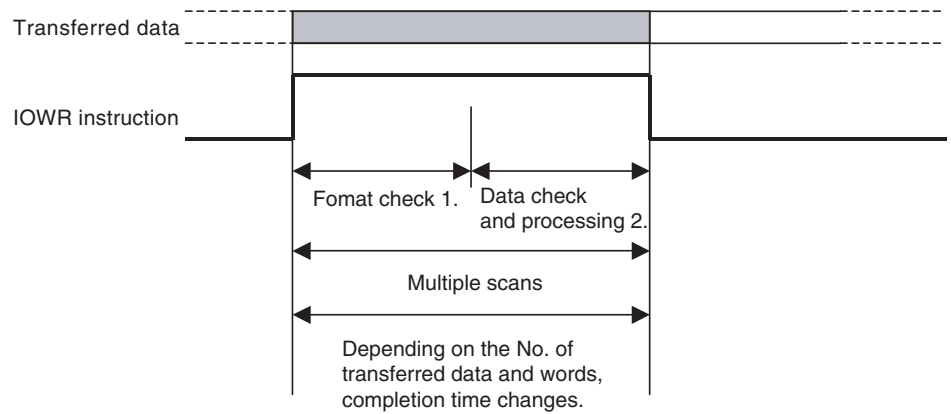 Transferred data
IOWR instruction
Fomat check 1.
Data check
and processing 2.
Multiple scans
Depending on the No. of
transferred data and words,
completion time changes.